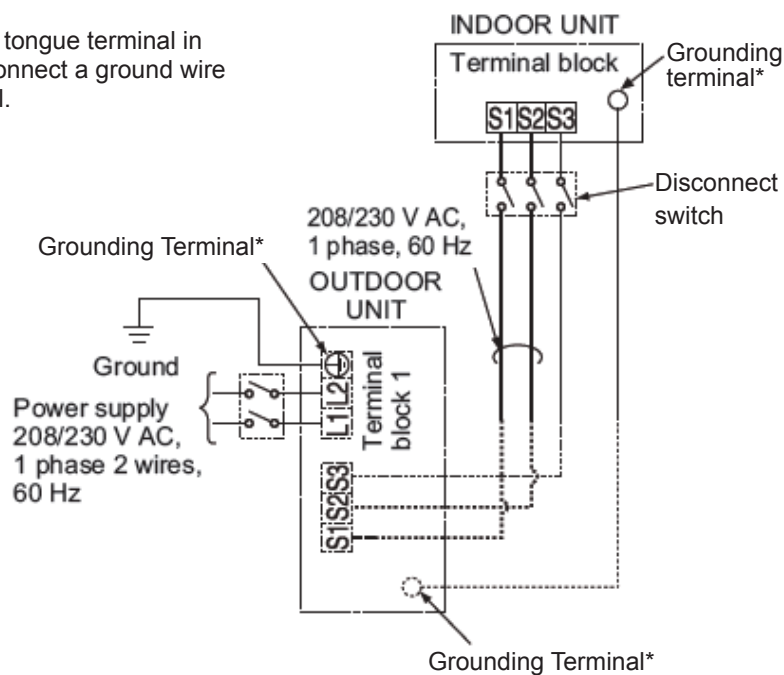 tongue terminal in
onnect a ground wire
.
INDOOR UNIT
Terminal block
Grounding
terminal*
S1 S2 S3
Disconnect
switch
208/230 V AC,
1 phase, 60 Hz
Grounding Terminal*
OUTDOOR
UNIT
Ground
Power supply
208/230 V AC,
1 phase 2 wires,
60 Hz
L1 L2
Terminal
block 1
S1 S2 S3
Grounding Terminal*